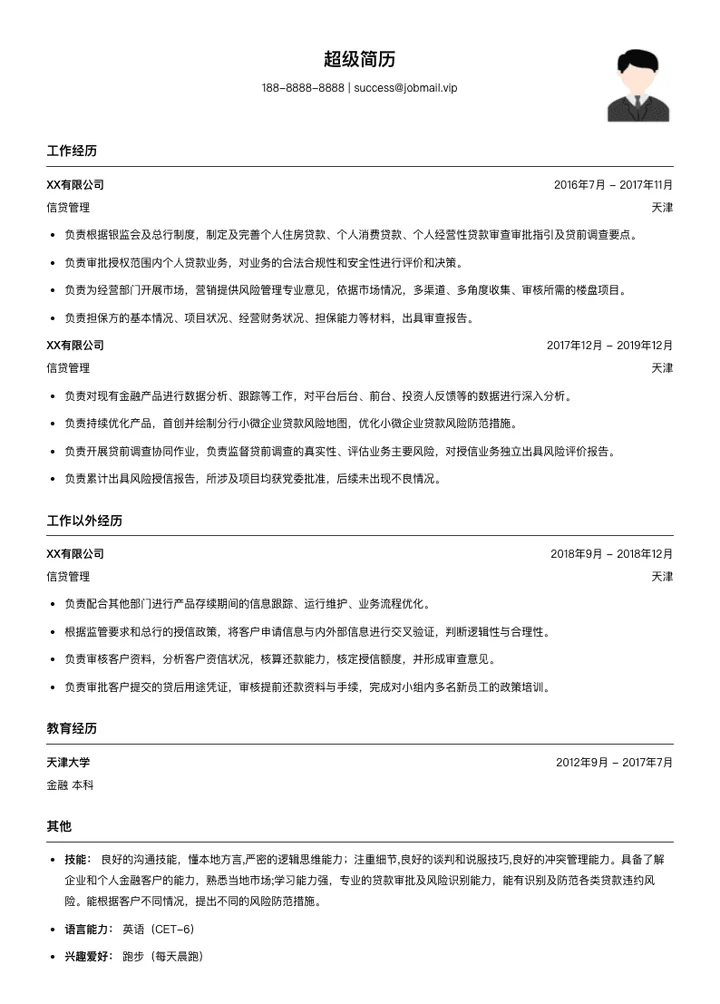 超级简历
188-8888-8888 | success@jobmail.vip
工作经历
XX有限公司 2016年7月 – 2017年11月
信贷管理 天津
• 负责根据银监会及总行制度，制定及完善个人住房贷款、个人消费贷款、个人经营性贷款审查审批指引及贷前调查要点。
• 负责审批授权范围内个人贷款业务，对业务的合法合规性和安全性进行评价和决策。
• 负责为经营部门开展市场，营销提供风险管理专业意见，依据市场情况，多渠道、多角度收集、审核所需的楼盘项目。
• 负责担保方的基本情况、项目状况、经营财务状况、担保能力等材料，出具审查报告。
XX有限公司 2017年12月 – 2019年12月
信贷管理 天津
• 负责对现有金融产品进行数据分析、跟踪等工作，对平台后台、前台、投资人反馈等的数据进行深入分析。
• 负责持续优化产品，首创并绘制分行小微企业贷款风险地图，优化小微企业贷款风险防范措施。
• 负责开展贷前调查协同作业，负责监督贷前调查的真实性、评估业务主要风险，对授信业务独立出具风险评价报告。
• 负责累计出具风险授信报告，所涉及项目均获党委批准，后续未出现不良情况。
工作以外经历
XX有限公司 2018年9月 – 2018年12月
信贷管理 天津
• 负责配合其他部门进行产品存续期间的信息跟踪、运行维护、业务流程优化。
• 根据监管要求和总行的授信政策，将客户申请信息与内外部信息进行交叉验证，判断逻辑性与合理性。
• 负责审核客户资料，分析客户资信状况，核算还款能力，核定授信额度，并形成审查意见。
• 负责审批客户提交的贷后用途凭证，审核提前还款资料与手续，完成对小组内多名新员工的政策培训。
教育经历
天津大学 2012年9月 – 2017年7月
金融 本科
其他
• 技能： 良好的沟通技能，懂本地方言,严密的逻辑思维能力；注重细节,良好的谈判和说服技巧,良好的冲突管理能力。具备了解
企业和个人金融客户的能力，熟悉当地市场;学习能力强，专业的贷款审批及风险识别能力，能有识别及防范各类贷款违约风
险。能根据客户不同情况，提出不同的风险防范措施。
• 语言能力： 英语（CET-6）
• 兴趣爱好： 跑步（每天晨跑）